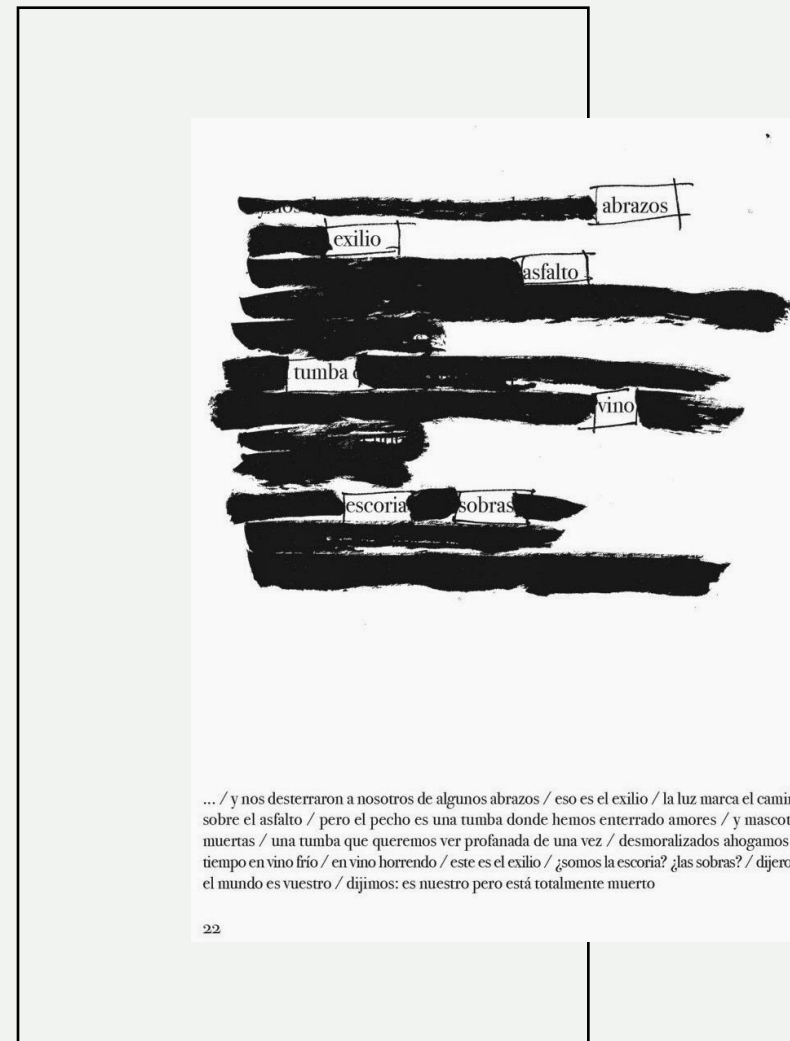 abrazos
exilio
asfalto
tumba
vino
escoria sobras
... / y nos desterraron a nosotros de algunos abrazos / eso es el exilio / la luz marca el
sobre el asfalto / pero el pecho es una tumba donde hemos enterrado amores / y
muertas / una tumba que queremos ver profanada de una vez / desmoralizados ahogamos
tiempo en vino frío / en vino horrendo / este es el exilio / ¿somos la escoria? ¿las sobras? /
el mundo es vuestro / dijimos: es nuestro pero está totalmente muerto
22